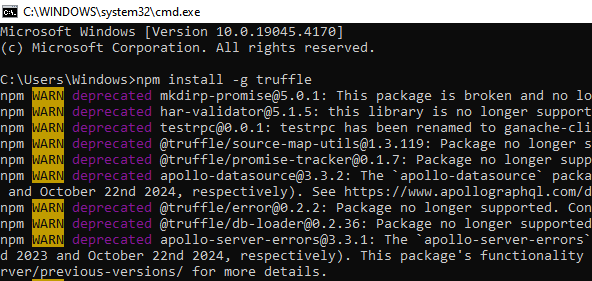 C:\WINDOWS\system32\cmd.exe
Microsoft Windows [Version 10.0.19045.4170]
(c) Microsoft Corporation. All rights reserved.
C:\Users\Windows>npm install -g truffle
npm WARN deprecated mkdirp-promise@5.0.1: This package is broken and no lo
npm WARN deprecated har-validator@5.1.5: this library is no longer support
npm WARN deprecated testrpc@0.0.1: testrpc has been renamed to ganache-cli
npm WARN deprecated @truffle/source-map-utils@1.3.119: Package no longer s
npm WARN deprecated @truffle/promise-tracker@0.1.7: Package no longer supp
npm WARN deprecated apollo-datasource@3.3.2: The `apollo-datasource` packa
 and October 22nd 2024, respectively). See https://www.apollographql.com/d
npm WARN deprecated @truffle/error@0.2.2: Package no longer supported. Con
npm WARN deprecated @truffle/db-loader@0.2.36: Package no longer supported
npm WARN deprecated apollo-server-errors@3.3.1: The `apollo-server-errors`
d 2023 and October 22nd 2024, respectively). This package's functionality
rver/previous-versions/ for more details.